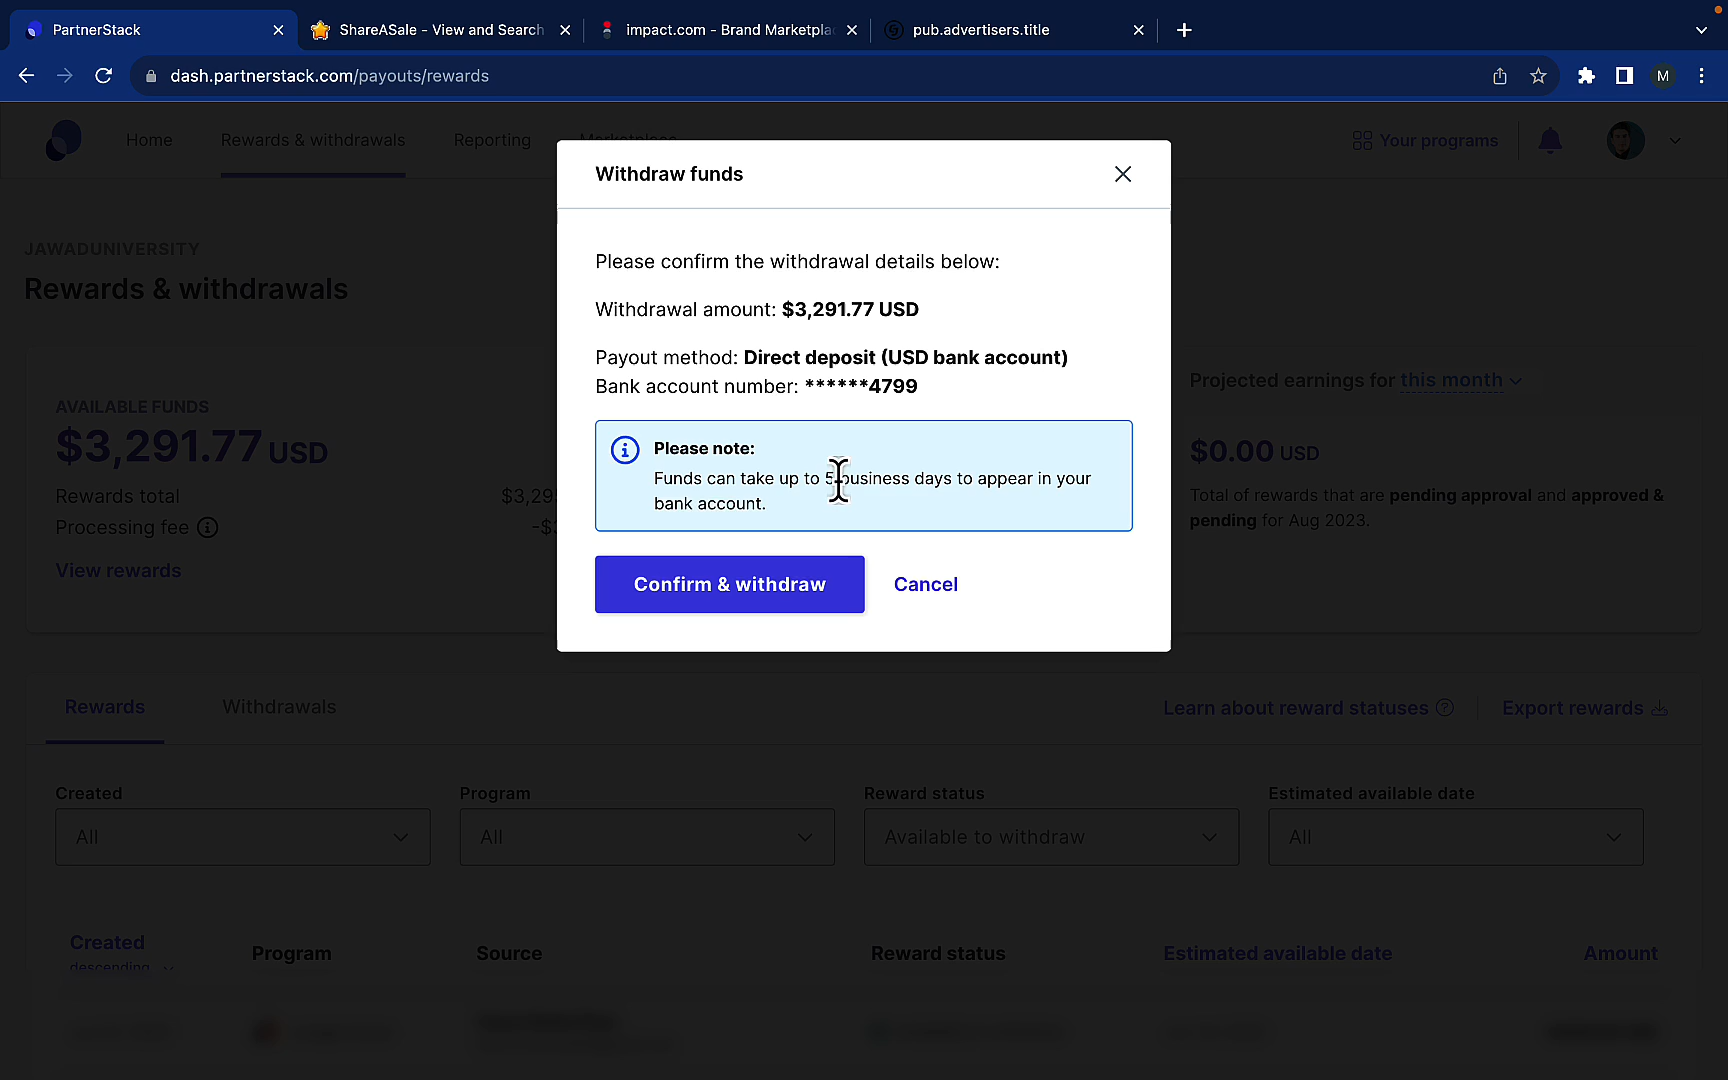 PartnerStack
ShareASale - View and Search
impact.com - Brand Marketpla
pub.advertisers.title
dash.partnerstack.com/payouts/rewards
M
Home
Rewards & withdrawals
Reporting
Marketplace
Your programs
Withdraw funds
Please confirm the withdrawal details below:
Withdrawal amount: $3,291.77 USD
Payout method: Direct deposit (USD bank account)
Bank account number: ******4799
Please note:
Funds can take up to 5 business days to appear in your
bank account.
Confirm & withdraw
Cancel
JAWADUNIVERSITY
Rewards & withdrawals
AVAILABLE FUNDS
$3,291.77 USD
Rewards total
$3,29
Processing fee
-$3
View rewards
Projected earnings for this month
$0.00 USD
Total of rewards that are pending approval and approved &
pending for Aug 2023.
Rewards
Withdrawals
Learn about reward statuses
Export rewards
Created
Program
Reward status
Estimated available date
All
All
Available to withdraw
All
Created
descending
Program
Source
Reward status
Estimated available date
Amount